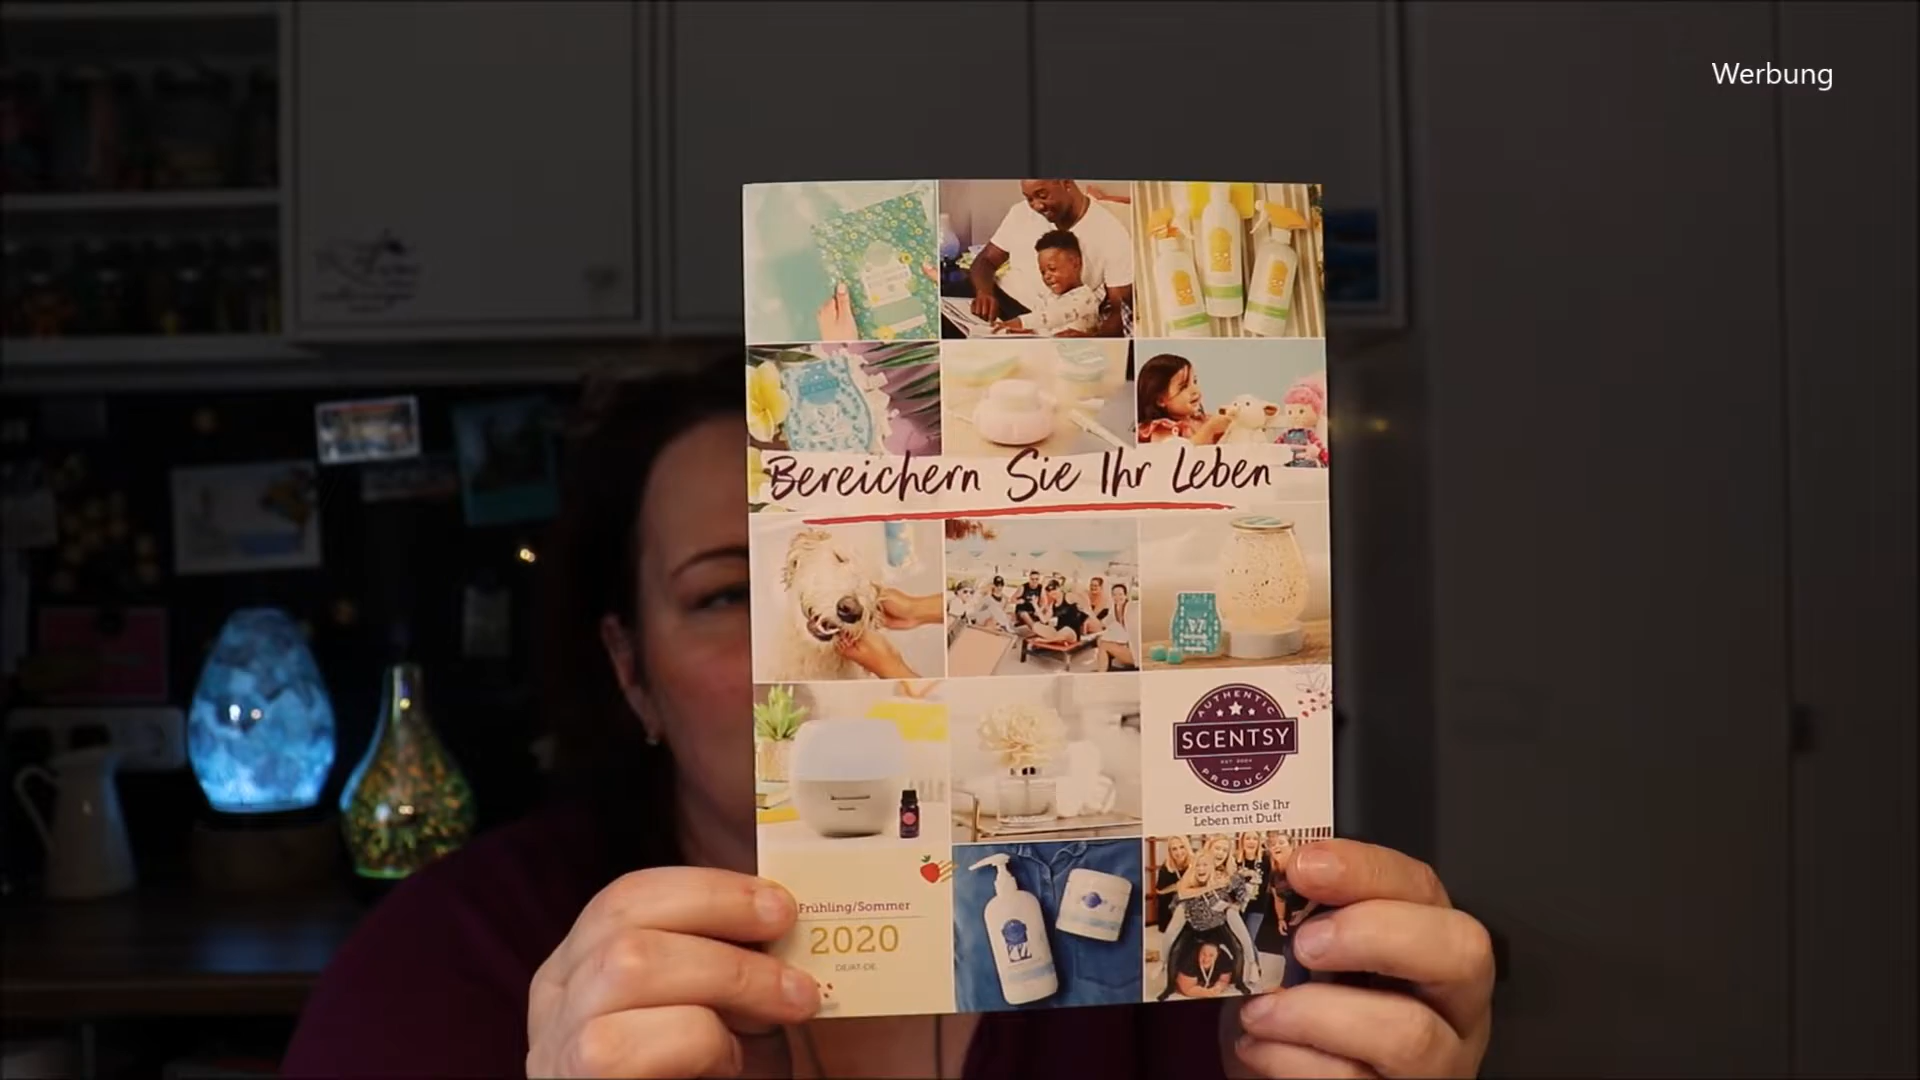 Werbung
SCENTSY
Bereichern Sie Ihr Leben
AUTHENTIC
SCENTSY
EST. 2004
PRODUCT
Bereichern Sie Ihr
Leben mit Duft
Frühling/Sommer
2020
DE/AT-DE